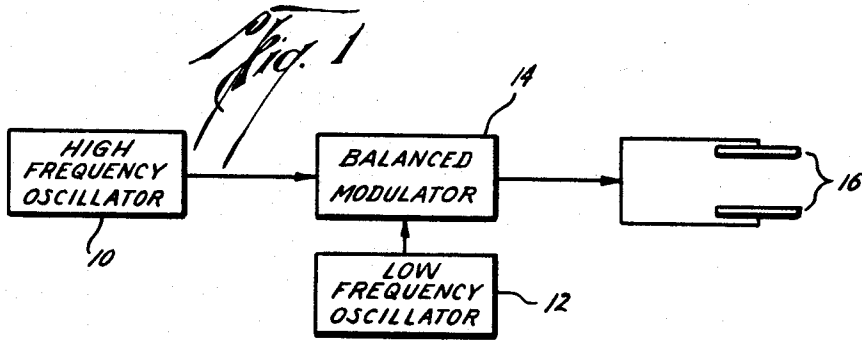 Fig. 1
14
HIGH
FREQUENCY
OSCILLATOR
10
BALANCED
MODULATOR
16
LOW
FREQUENCY
OSCILLATOR
12